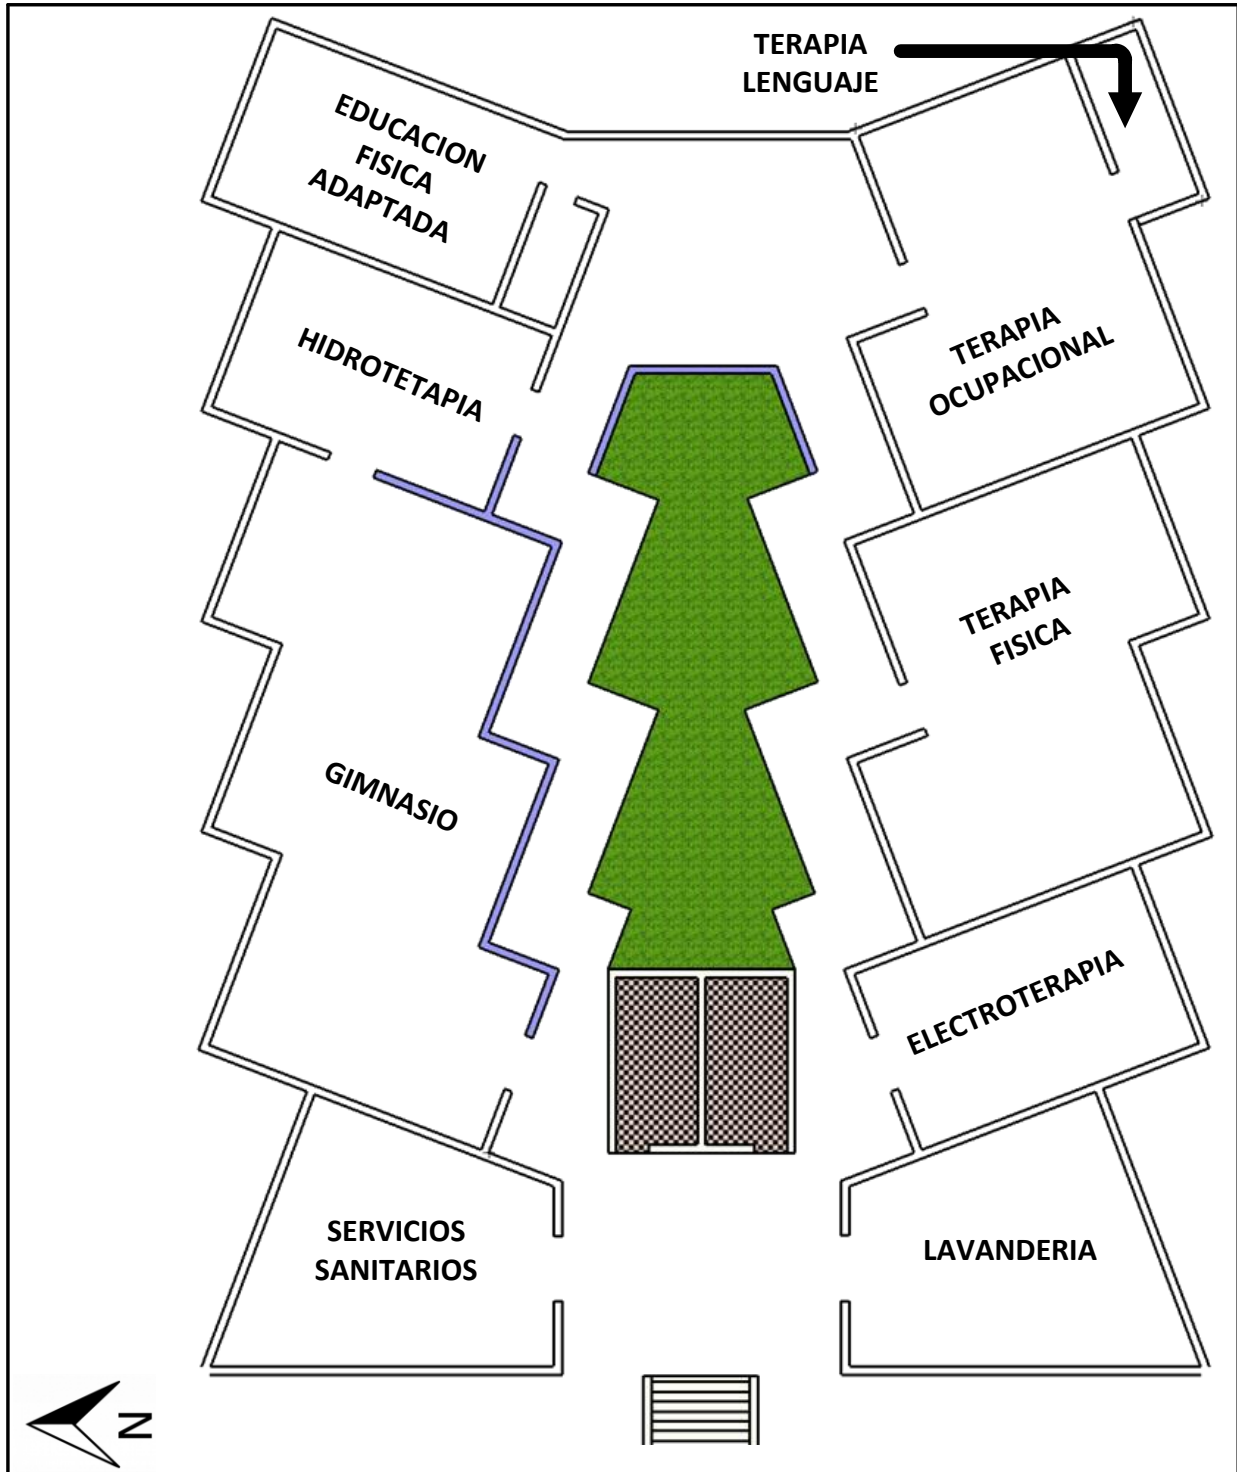 TERAPIA
LENGUAJE
EDUCACION
FISICA
ADAPTADA
HIDROTETAPIA
TERAPIA
OCUPACIONAL
TERAPIA
FISICA
GIMNASIO
ELECTROTERAPIA
SERVICIOS
SANITARIOS
LAVANDERIA
N